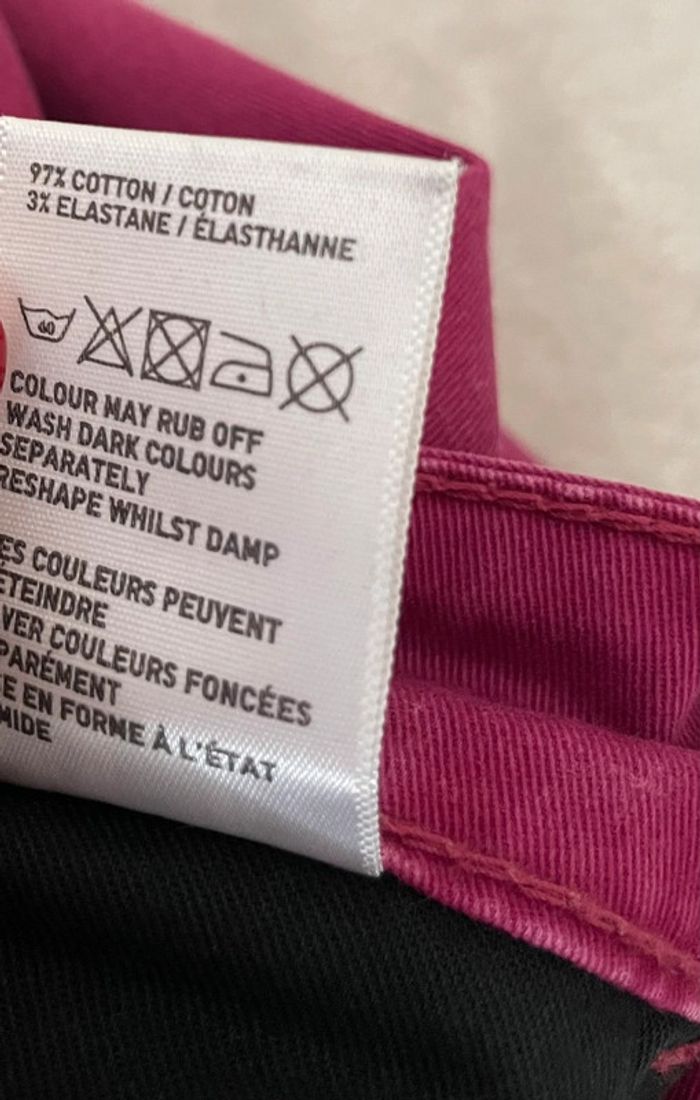 97% COTTON / COTON
3% ELASTANE / ÉLASTHANNE
40
COLOUR MAY RUB OFF
WASH DARK COLOURS
SEPARATELY
RESHAPE WHILST DAMP
ES COULEURS PEUVENT
ÉTEINDRE
VER COULEURS FONCÉES
PARÉMENT
E EN FORME À L'ÉTAT
MIDE